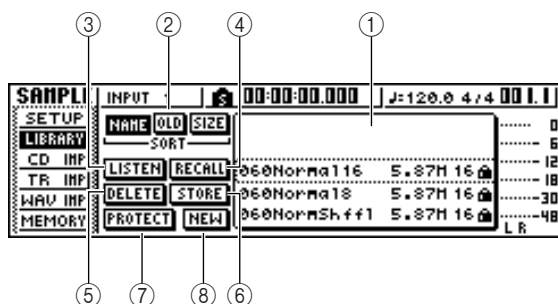 ③ ② ④ ①
SAMPLE INPUT 1 S 00:00:00.000 ♩=120.0 4/4 001.1
SETUP NAME OLD SIZE 0
LIBRARY SORT 6
CD IMP LISTEN RECALL 060Normal16 5.87M 16 12
TR IMP 18
WAV IMP DELETE STORE 060Normal8 5.87M 16 30
MEMORY PROTECT NEW 060NormShffl 5.87M 16 48
L R
⑤ ⑦ ⑧ ⑥